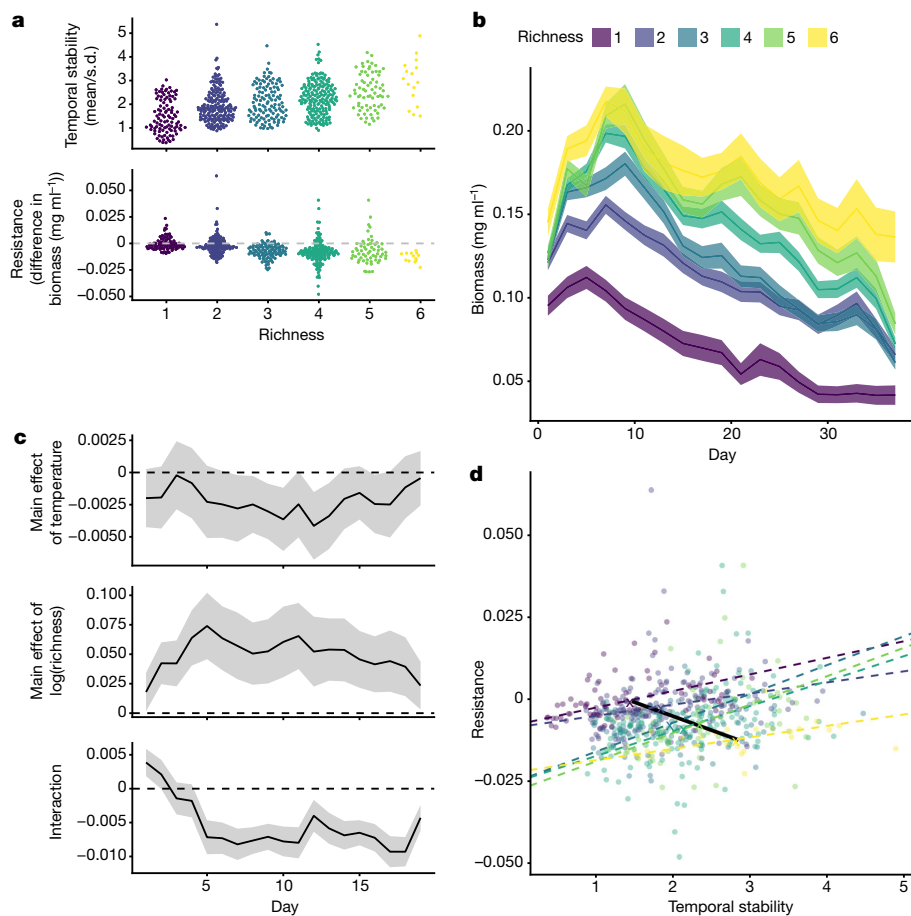 a
Temporal stability
(mean/s.d.)
5
4
3
2
1
Resistance
(difference in
biomass (mg ml−1))
0.050
0.025
0
−0.025
−0.050
1 2 3 4 5 6
Richness
b
Richness 1 2 3 4 5 6
Biomass (mg ml−1)
0.20
0.15
0.10
0.05
0 10 20 30
Day
c
Main effect
of temperature
0.0025
0
−0.0025
−0.0050
Main effect of
log(richness)
0.100
0.075
0.050
0.025
0
Interaction
0.005
0
−0.005
−0.010
5 10 15
Day
d
Resistance
0.050
0.025
0
−0.025
−0.050
1 2 3 4 5
Temporal stability